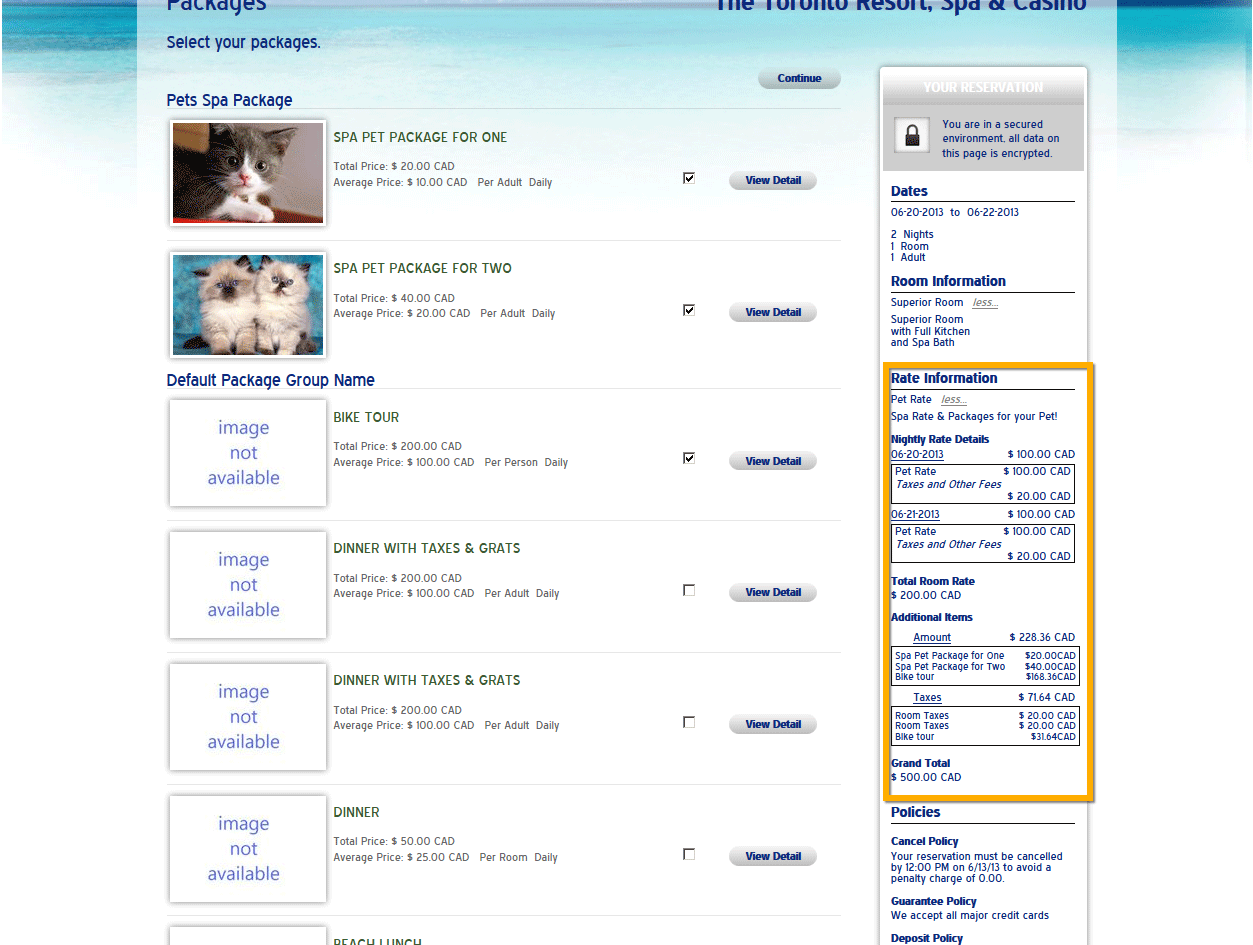 Packages
The Toronto Resort, Spa & Casino
Select your packages.
Continue
Pets Spa Package
SPA PET PACKAGE FOR ONE
Total Price: $ 20.00 CAD
Average Price: $ 10.00 CAD Per Adult Daily
View Detail
SPA PET PACKAGE FOR TWO
Total Price: $ 40.00 CAD
Average Price: $ 20.00 CAD Per Adult Daily
View Detail
Default Package Group Name
image
not
available
BIKE TOUR
Total Price: $ 200.00 CAD
Average Price: $ 100.00 CAD Per Person Daily
View Detail
image
not
available
DINNER WITH TAXES & GRATS
Total Price: $ 200.00 CAD
Average Price: $ 100.00 CAD Per Adult Daily
View Detail
image
not
available
DINNER WITH TAXES & GRATS
Total Price: $ 200.00 CAD
Average Price: $ 100.00 CAD Per Adult Daily
View Detail
image
not
available
DINNER
Total Price: $ 50.00 CAD
Average Price: $ 25.00 CAD Per Room Daily
View Detail
BEACH LUNCH
YOUR RESERVATION
You are in a secured
environment, all data on
this page is encrypted.
Dates
06-20-2013 to 06-22-2013
2 Nights
1 Room
1 Adult
Room Information
Superior Room less...
Superior Room
with Full Kitchen
and Spa Bath
Rate Information
Pet Rate less...
Spa Rate & Packages for your Pet!
Nightly Rate Details
06-20-2013 $ 100.00 CAD
Pet Rate $ 100.00 CAD
Taxes and Other Fees
$ 20.00 CAD
06-21-2013 $ 100.00 CAD
Pet Rate $ 100.00 CAD
Taxes and Other Fees
$ 20.00 CAD
Total Room Rate
$ 200.00 CAD
Additional Items
Amount $ 228.36 CAD
Spa Pet Package for One $20.00CAD
Spa Pet Package for Two $40.00CAD
Bike tour $168.36CAD
Taxes $ 71.64 CAD
Room Taxes $ 20.00 CAD
Room Taxes $ 20.00 CAD
Bike tour $31.64CAD
Grand Total
$ 500.00 CAD
Policies
Cancel Policy
Your reservation must be cancelled
by 12:00 PM on 6/13/13 to avoid a
penalty charge of 0.00.
Guarantee Policy
We accept all major credit cards
Deposit Policy